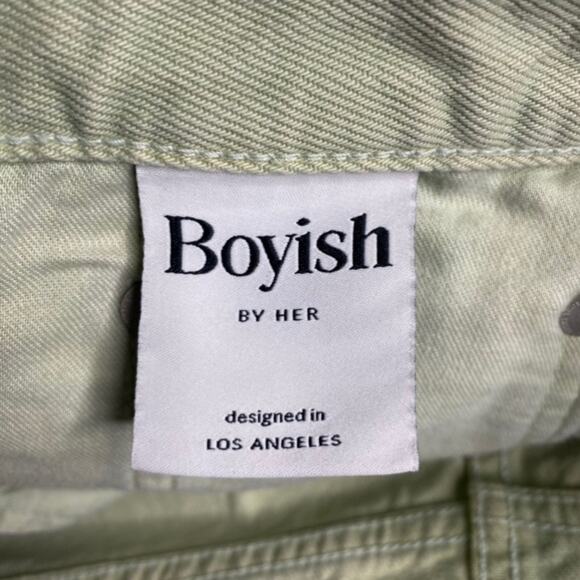 Boyish
BY HER
designed in
LOS ANGELES